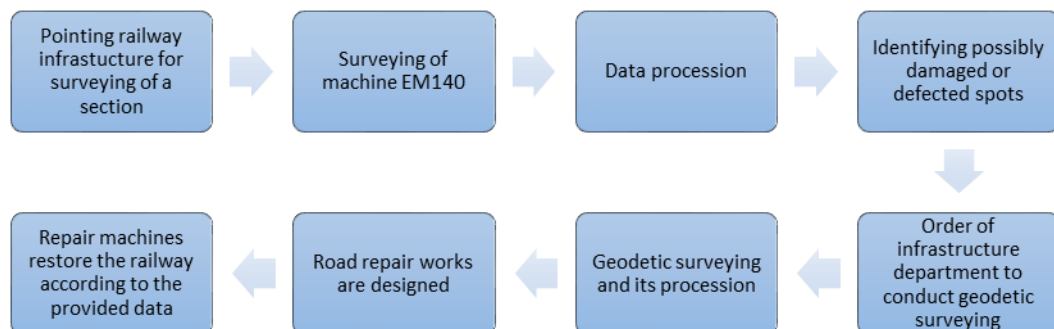 Pointing railway
infrastucture for
surveying of a
section
Surveying of
machine EM140
Data procession
Identifying possibly
damaged or
defected spots
Order of
infrastructure
department to
conduct geodetic
surveying
Geodetic surveying
and its procession
Road repair works
are designed
Repair machines
restore the railway
according to the
provided data